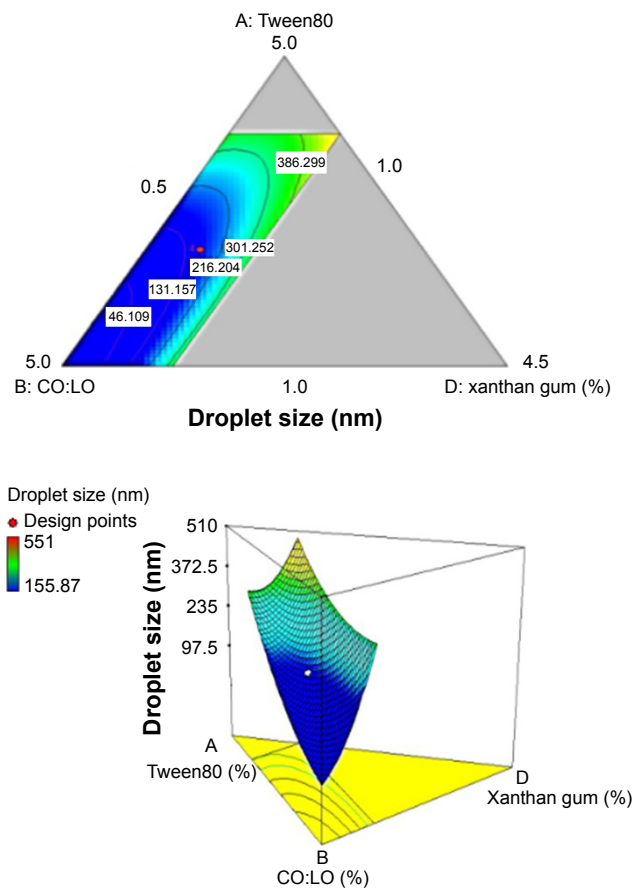 A: Tween80
5.0
386.299
1.0
0.5
301.252
216.204
131.157
46.109
5.0
4.5
B: CO:LO
1.0
D: xanthan gum (%)
Droplet size (nm)
Droplet size (nm)
Design points
551
155.87
Droplet size (nm)
510
372.5
235
97.5
A
Tween80 (%)
D
Xanthan gum (%)
B
CO:LO (%)